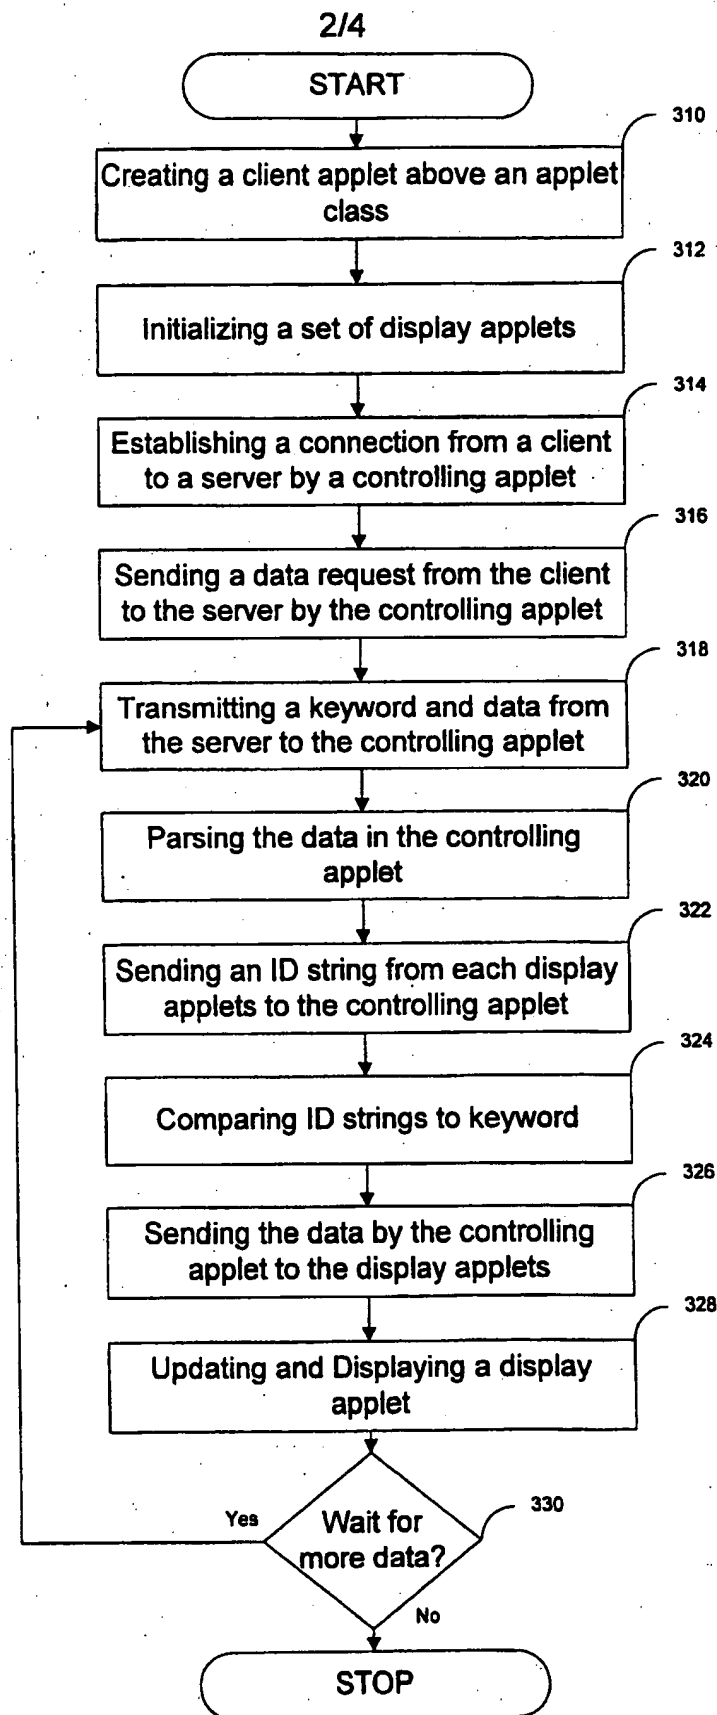 2/4
START
310
Creating a client applet above an applet
class
312
Initializing a set of display applets
314
Establishing a connection from a client
to a server by a controlling applet
316
Sending a data request from the client
to the server by the controlling applet
318
Transmitting a keyword and data from
the server to the controlling applet
320
Parsing the data in the controlling
applet
322
Sending an ID string from each display
applets to the controlling applet
324
Comparing ID strings to keyword
326
Sending the data by the controlling
applet to the display applets
328
Updating and Displaying a display
applet
330
Yes
Wait for
more data?
No
STOP